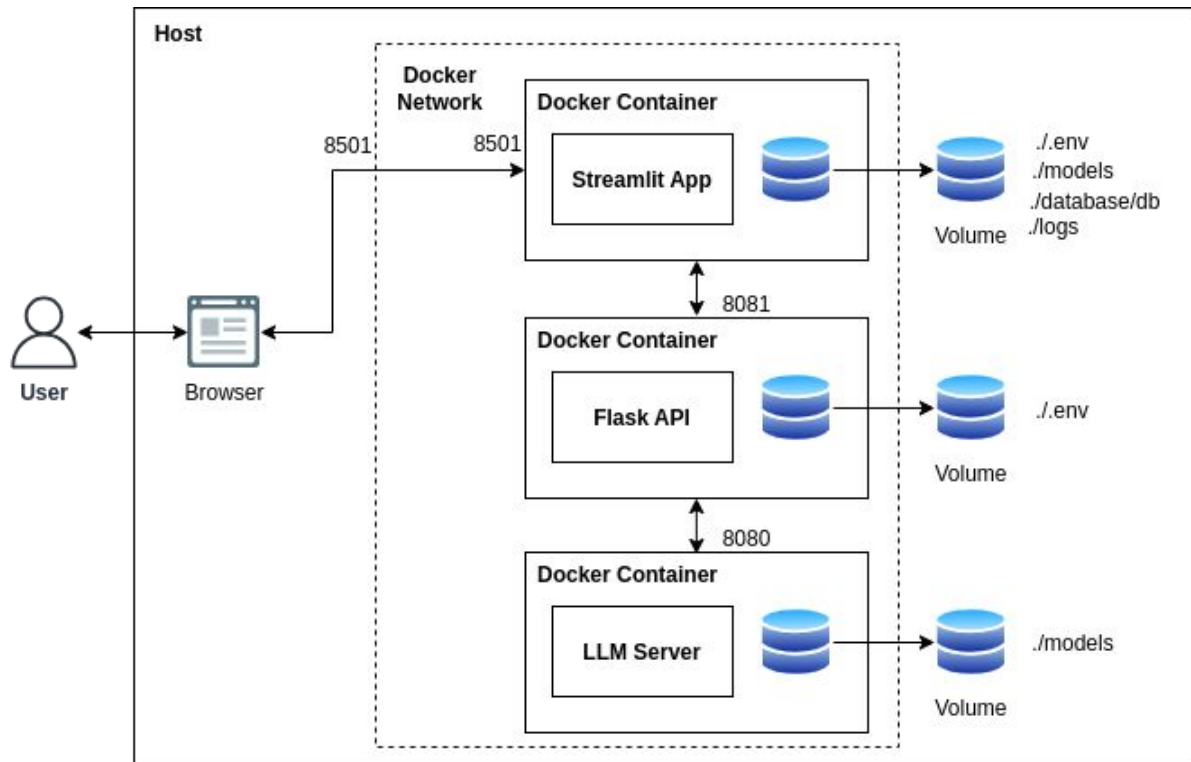 Host
Docker
Network
Docker Container
8501
8501
Streamlit App
./.env
./models
./database/db
./logs
Volume
8081
User
Browser
Docker Container
Flask API
./.env
Volume
8080
Docker Container
LLM Server
./models
Volume